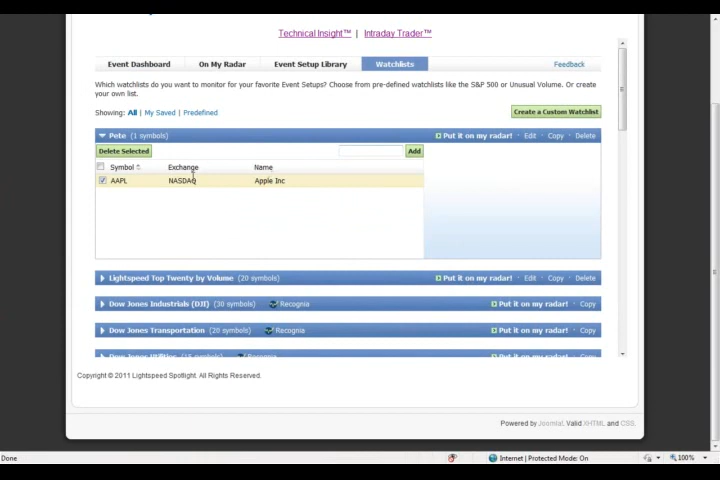 Technical Insight™ | Intraday Trader™
Event Dashboard On My Radar Event Setup Library Watchlists Feedback
Which watchlists do you want to monitor for your favorite Event Setups? Choose from pre-defined watchlists like the S&P 500 or Unusual Volume. Or create
your own list.
Showing: All | My Saved | Predefined Create a Custom Watchlist
Pete (1 symbols) Put it on my radar! Edit Copy Delete
Delete Selected Add
Symbol Exchange Name
AAPL NASDAQ Apple Inc
Lightspeed Top Twenty by Volume (20 symbols) Put it on my radar! Edit Copy Delete
Dow Jones Industrials (DJI) (30 symbols) Recognia Put it on my radar! Copy
Dow Jones Transportation (20 symbols) Recognia Put it on my radar! Copy
Dow Jones Utilities (15 symbols) Recognia
Copyright © 2011 Lightspeed Spotlight. All Rights Reserved.
Powered by Joomla!. Valid XHTML and CSS.
Done Internet | Protected Mode: On 100%